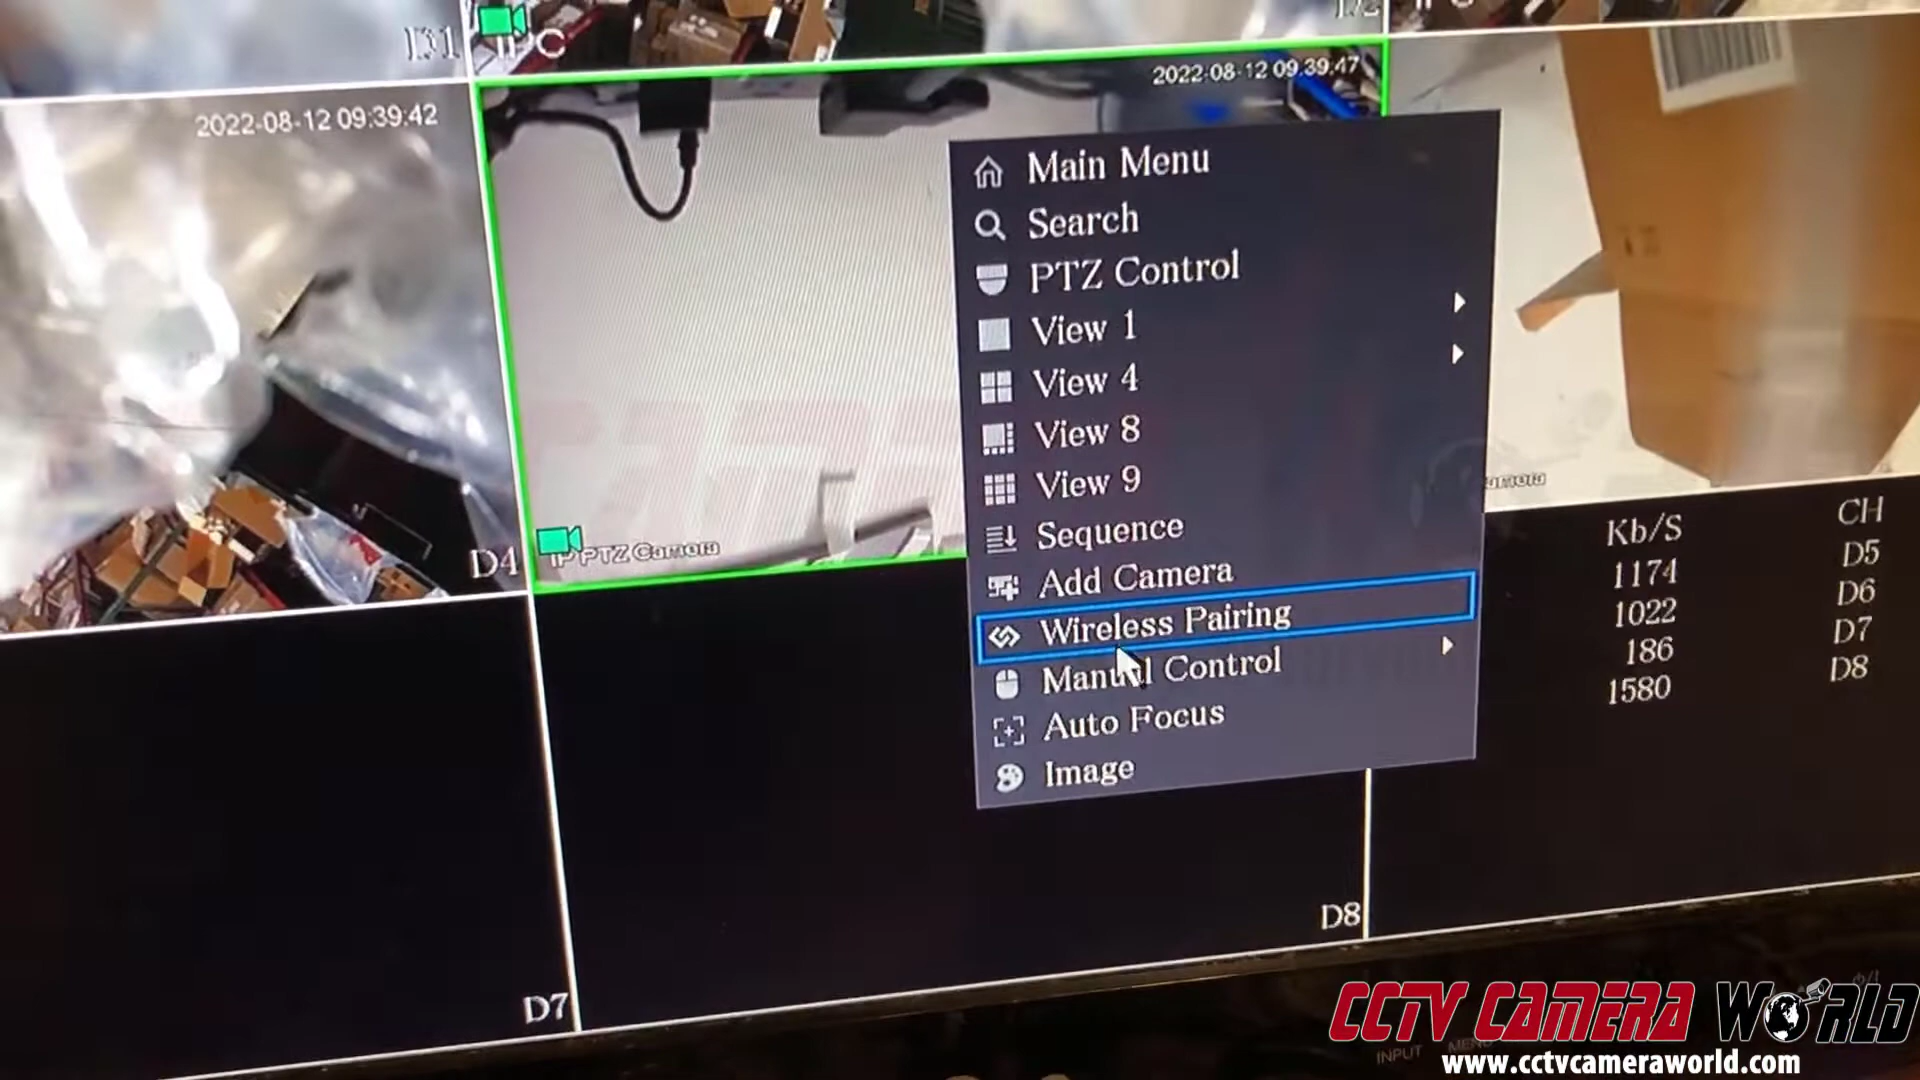 D1
IPC
2022-08-12 09:39:42
2022-08-12 09:39:47
D4
IP PTZ Camera
Main Menu
Search
PTZ Control
View 1
View 4
View 8
View 9
Sequence
Add Camera
Wireless Pairing
Manual Control
Auto Focus
Image
Kb/S CH
1174 D5
1022 D6
186 D7
1580 D8
D7
D8
INPUT MENU
CCTV CAMERA WORLD
www.cctvcameraworld.com